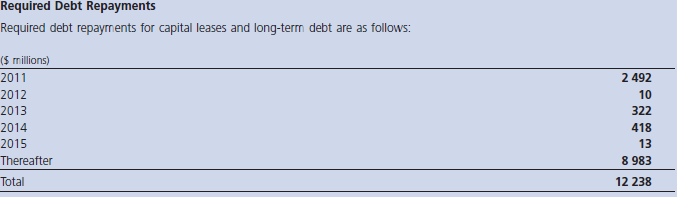 Required Debt Repayments
Required debt repayments for capital leases and long-term debt are as follows:
($ millions)
2011 2 492
2012 10
2013 322
2014 418
2015 13
Thereafter 8 983
Total 12 238